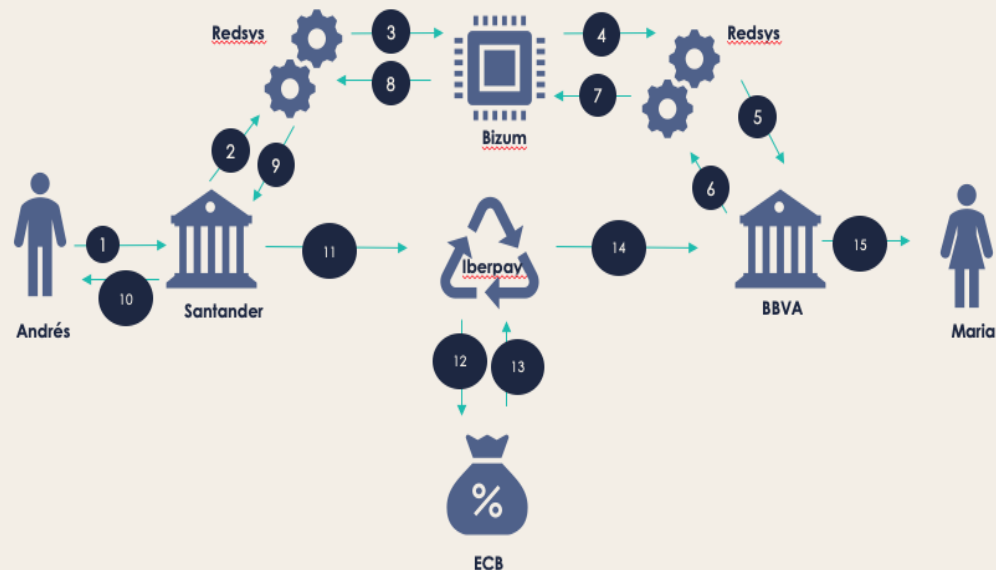 Redsys
3
4
Redsys
8
7
5
Bizum
2
9
6
1
11
Iberpay
14
15
10
Santander
BBVA
Andrés
Maria
12
13
%
ECB